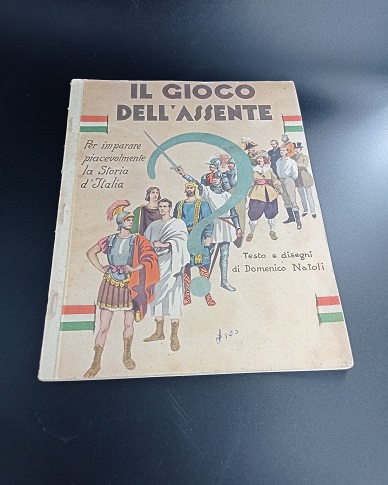 IL GIOCO
DELL'ASSENTE
Per imparare
piacevolmente
la Storia
d'Italia
Testo e disegni
di Domenico Natoli